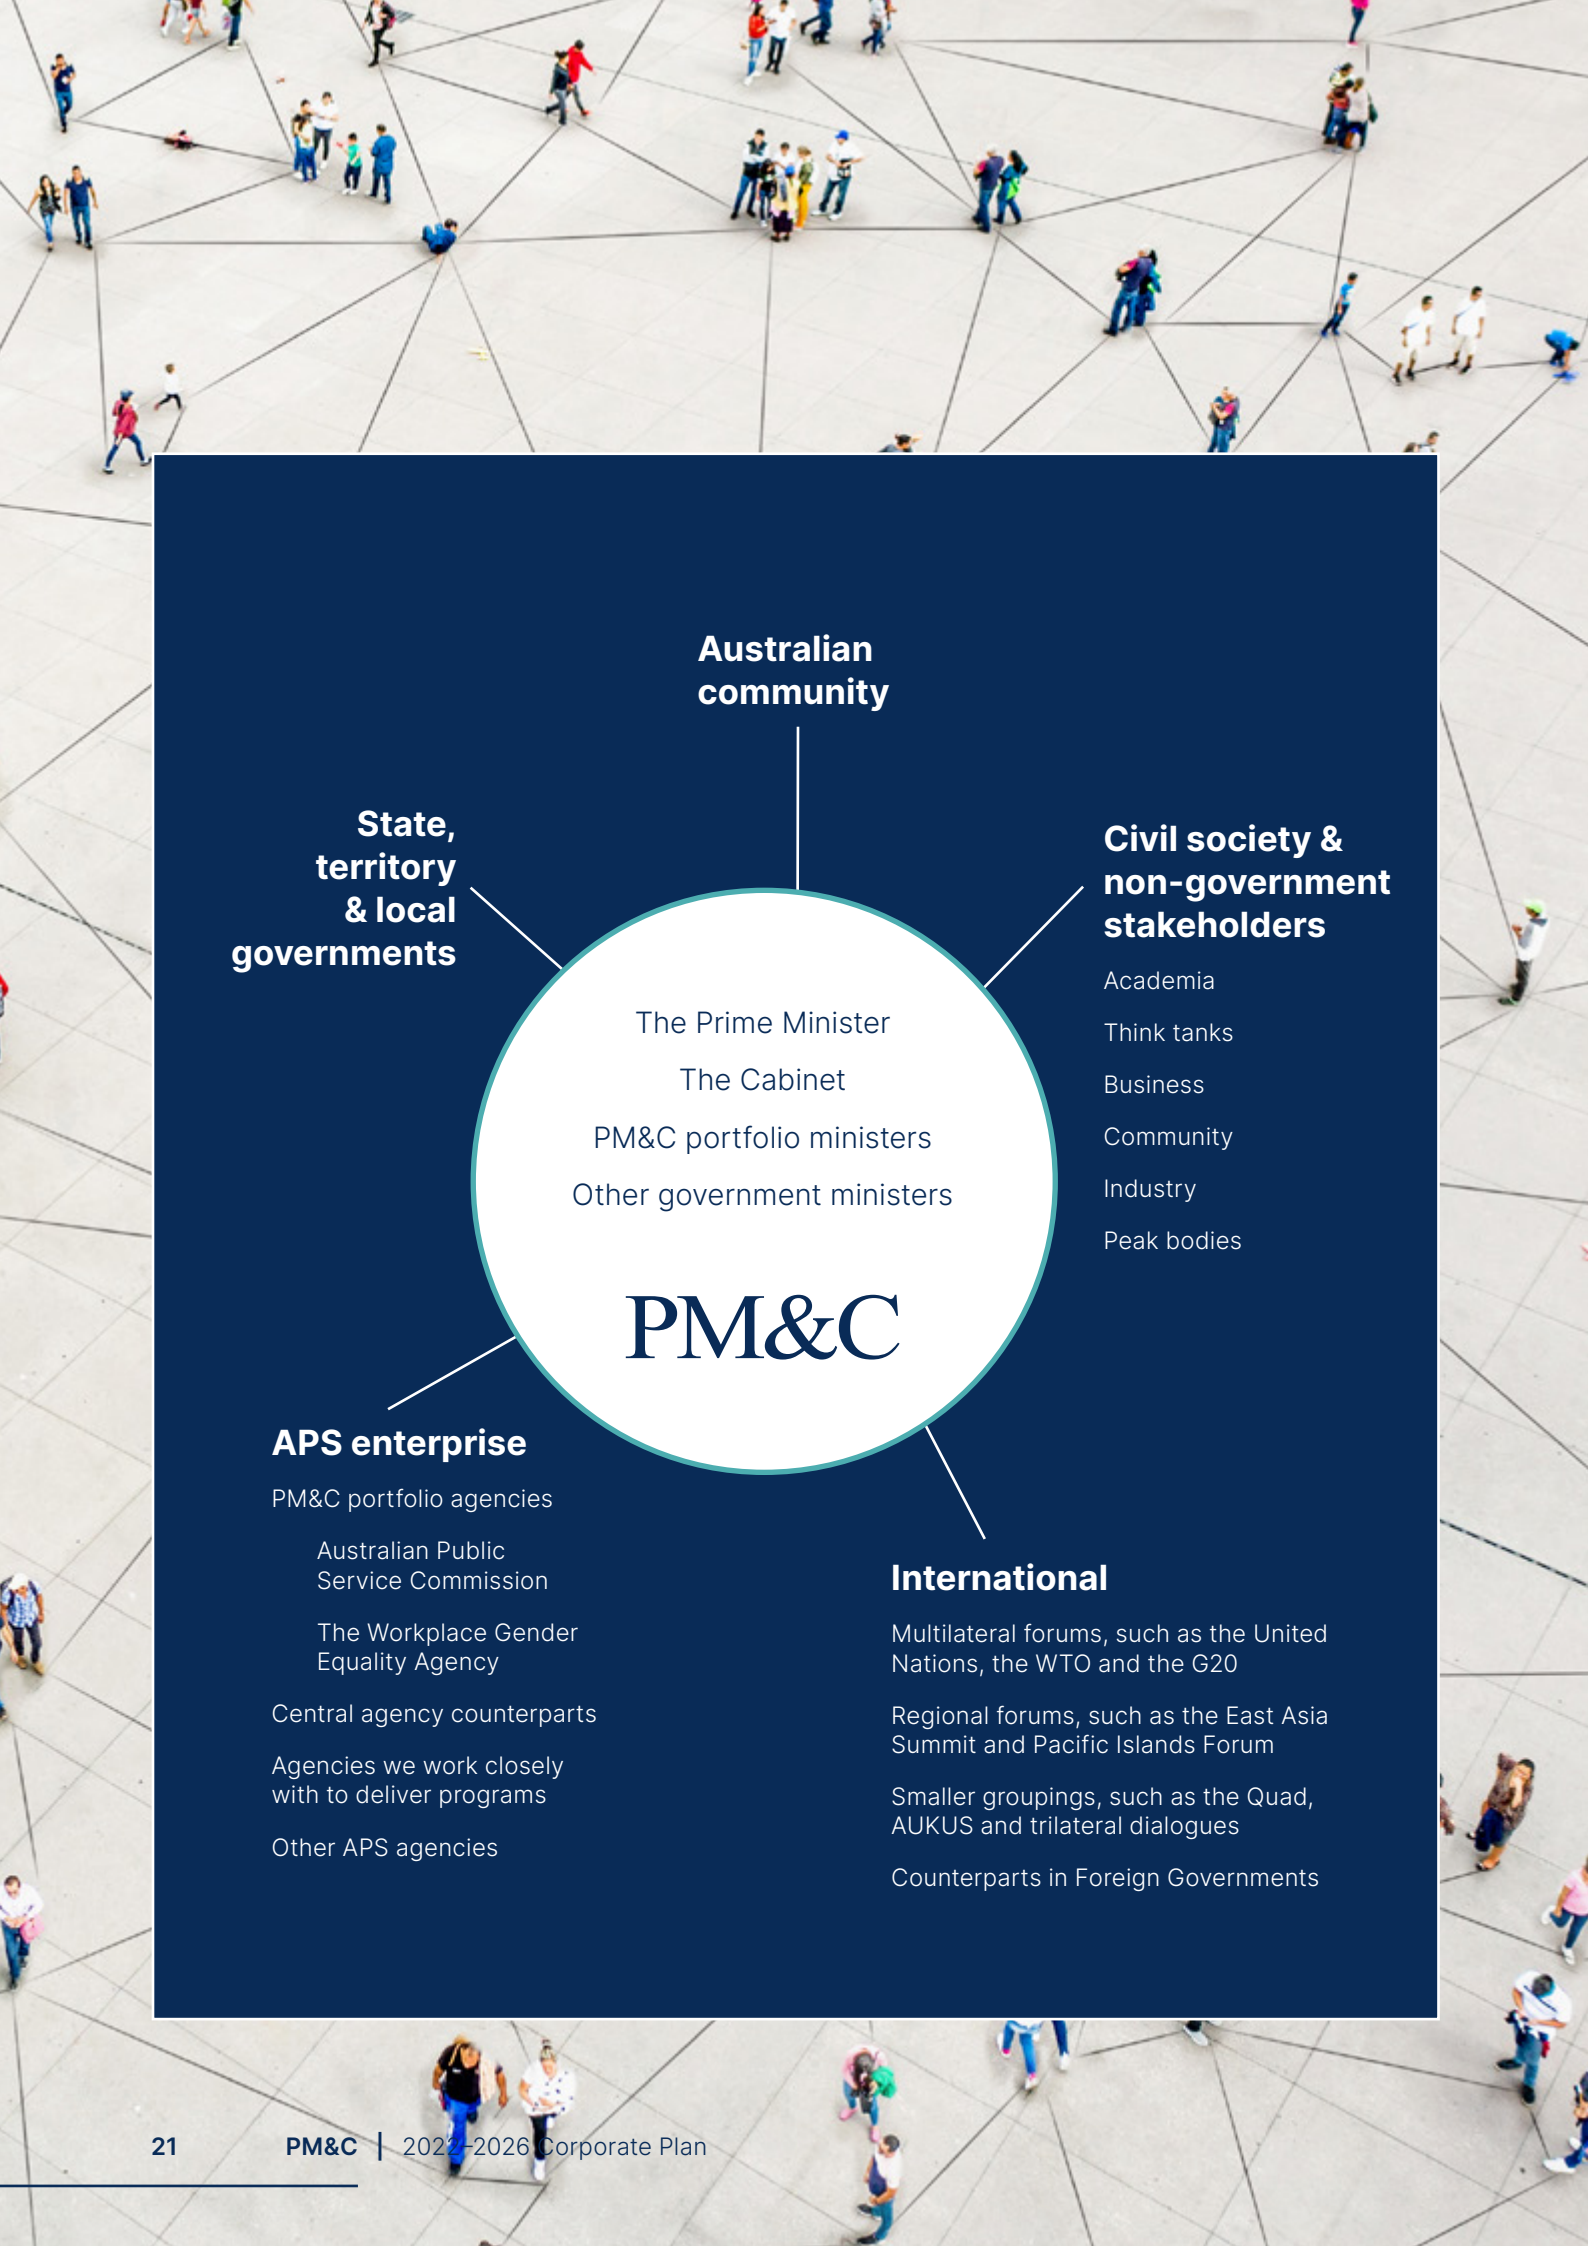 Australian
community
State,
territory
& local
governments
Civil society &
non-government
stakeholders
Academia
Think tanks
Business
Community
Industry
Peak bodies
The Prime Minister
The Cabinet
PM&C portfolio ministers
Other government ministers
PM&C
APS enterprise
PM&C portfolio agencies
Australian Public
Service Commission
The Workplace Gender
Equality Agency
Central agency counterparts
Agencies we work closely
with to deliver programs
Other APS agencies
International
Multilateral forums, such as the United
Nations, the WTO and the G20
Regional forums, such as the East Asia
Summit and Pacific Islands Forum
Smaller groupings, such as the Quad,
AUKUS and trilateral dialogues
Counterparts in Foreign Governments
21 PM&C | 2022–2026 Corporate Plan